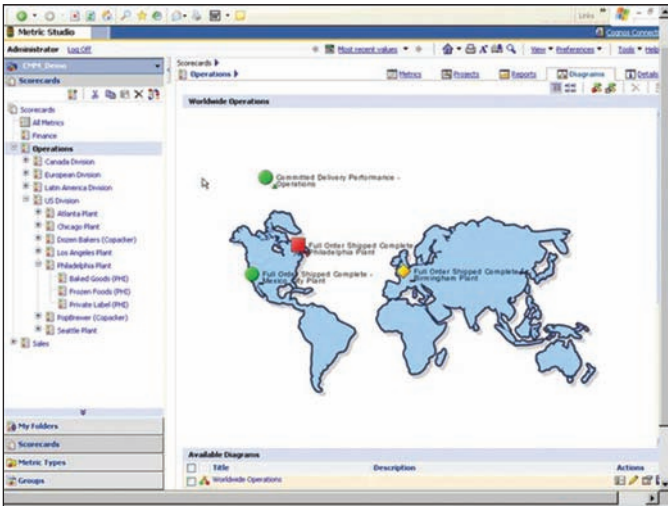 Links
Metric Studio
Cognos Connect
Administrator Log Off
Most recent values
View Preferences Tools Help
EMM_Demo
Scorecards
Scorecards
Operations
Metrics Projects Reports Diagrams Details
Worldwide Operations
Scorecards
All Metrics
Finance
Operations
Canada Division
European Division
Latin America Division
US Division
Atlanta Plant
Chicago Plant
Dozen Bakers (Copacker)
Los Angeles Plant
Philadelphia Plant
Baked Goods (PHI)
Frozen Foods (PHI)
Private Label (PHI)
PopBrewer (Copacker)
Seattle Plant
Sales
Committed Delivery Performance -
Operations
Full Order Shipped Complete
Philadelphia Plant
Full Order Shipped Complete -
Mexico City Plant
Full Order Shipped Complete
Birmingham Plant
My Folders
Scorecards
Metric Types
Groups
Available Diagrams
Title Description Actions
Worldwide Operations